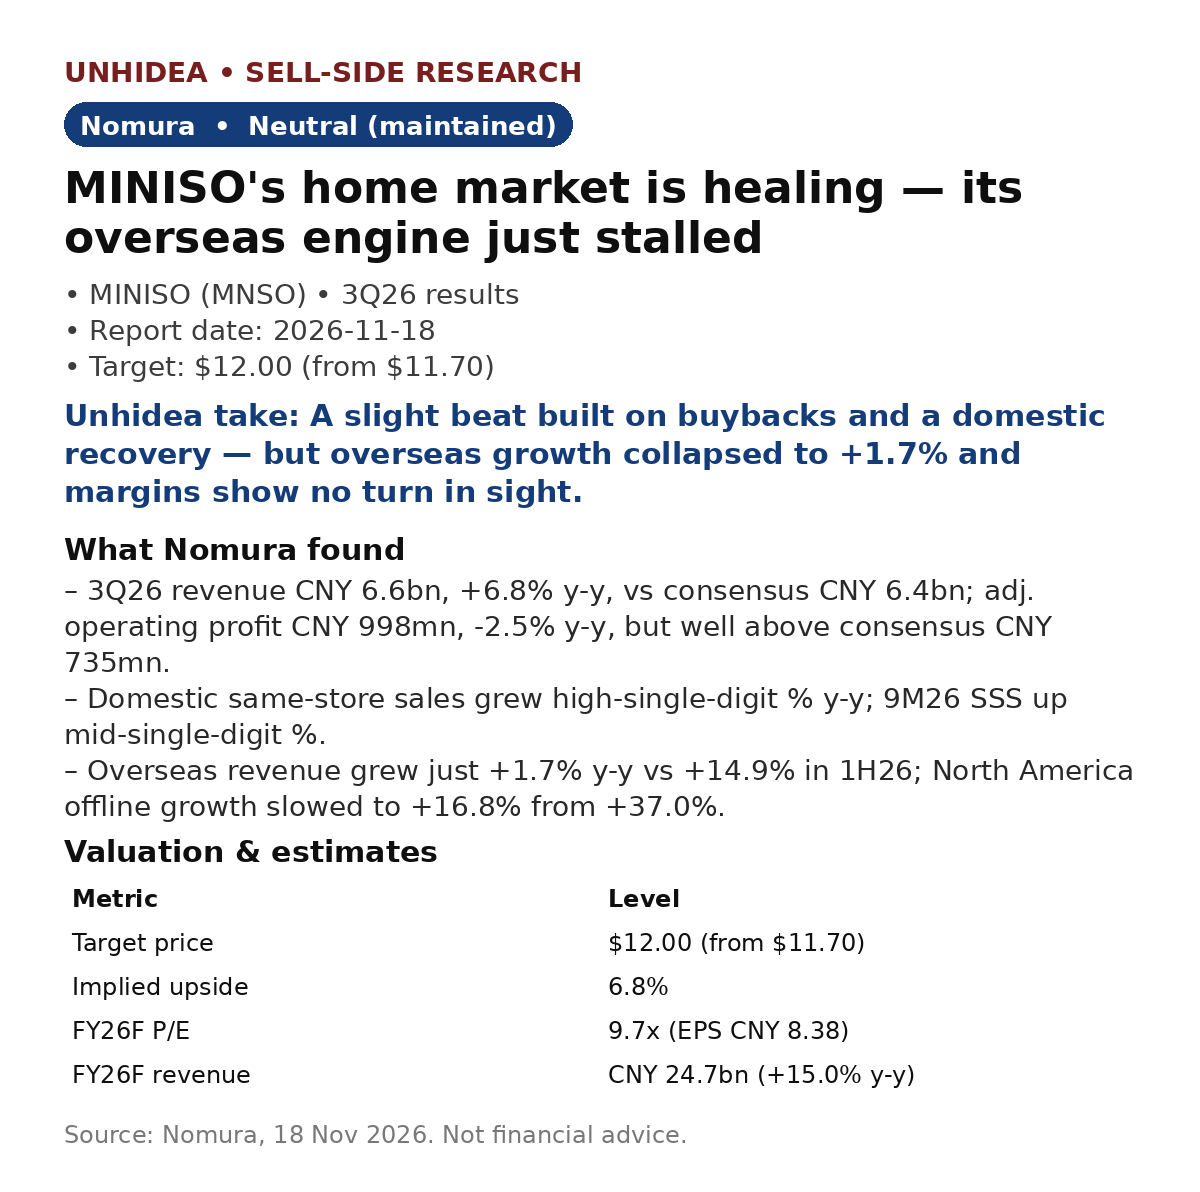 UNHIDEA • SELL-SIDE RESEARCH
Nomura • Neutral (maintained)
MINISO's home market is healing — its
overseas engine just stalled
• MINISO (MNSO) • 3Q26 results
• Report date: 2026-11-18
• Target: $12.00 (from $11.70)
Unhidea take: A slight beat built on buybacks and a domestic
recovery — but overseas growth collapsed to +1.7% and
margins show no turn in sight.
What Nomura found
– 3Q26 revenue CNY 6.6bn, +6.8% y-y, vs consensus CNY 6.4bn; adj.
operating profit CNY 998mn, -2.5% y-y, but well above consensus CNY
735mn.
– Domestic same-store sales grew high-single-digit % y-y; 9M26 SSS up
mid-single-digit %.
– Overseas revenue grew just +1.7% y-y vs +14.9% in 1H26; North America
offline growth slowed to +16.8% from +37.0%.
Valuation & estimates
Metric Level
Target price $12.00 (from $11.70)
Implied upside 6.8%
FY26F P/E 9.7x (EPS CNY 8.38)
FY26F revenue CNY 24.7bn (+15.0% y-y)
Source: Nomura, 18 Nov 2026. Not financial advice.